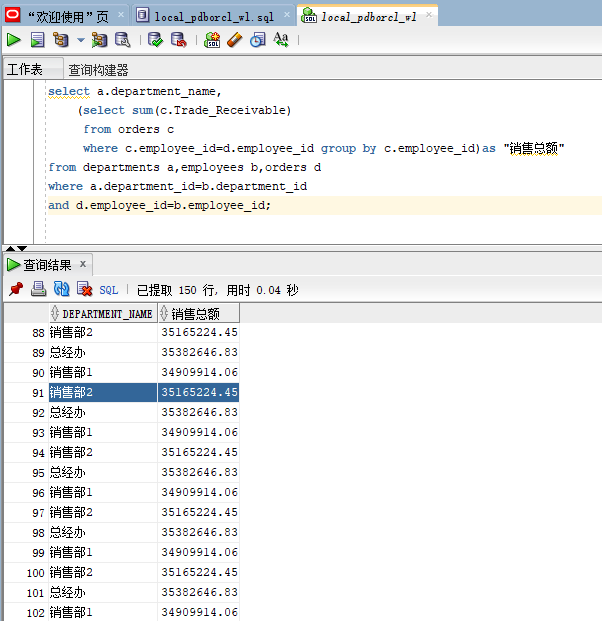 “欢迎使用”页 × local_pdborcl_wl.sql × local_pdborcl_wl ×
工作表 查询构建器
select a.department_name,
(select sum(c.Trade_Receivable)
from orders c
where c.employee_id=d.employee_id group by c.employee_id)as "销售总额"
from departments a,employees b,orders d
where a.department_id=b.department_id
and d.employee_id=b.employee_id;
查询结果 ×
SQL | 已提取 150 行, 用时 0.04 秒
DEPARTMENT_NAME 销售总额
88 销售部2 35165224.45
89 总经办 35382646.83
90 销售部1 34909914.06
91 销售部2 35165224.45
92 总经办 35382646.83
93 销售部1 34909914.06
94 销售部2 35165224.45
95 总经办 35382646.83
96 销售部1 34909914.06
97 销售部2 35165224.45
98 总经办 35382646.83
99 销售部1 34909914.06
100 销售部2 35165224.45
101 总经办 35382646.83
102 销售部1 34909914.06